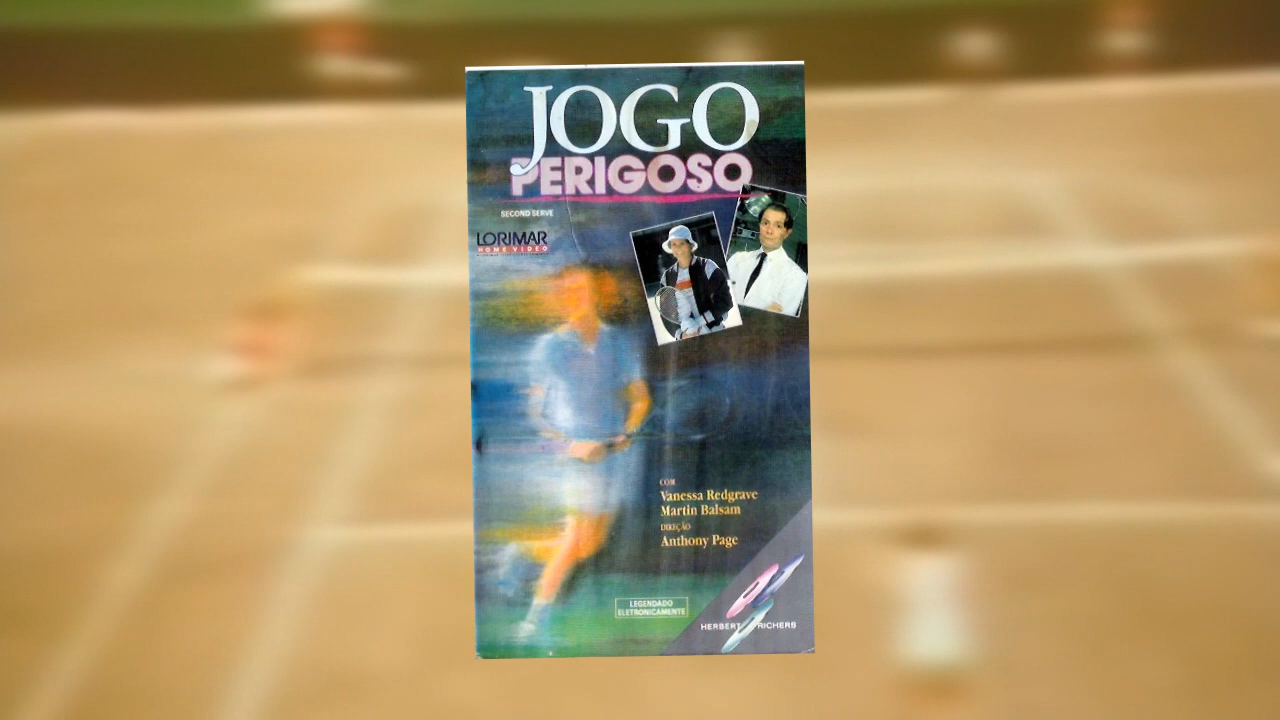 JOGO
PERIGOSO
SECOND SERVE
LORIMAR
HOME VIDEO
COM
Vanessa Redgrave
Martin Balsam
DIREÇÃO
Anthony Page
LEGENDADO
ELETRONICAMENTE
HERBERT RICHERS